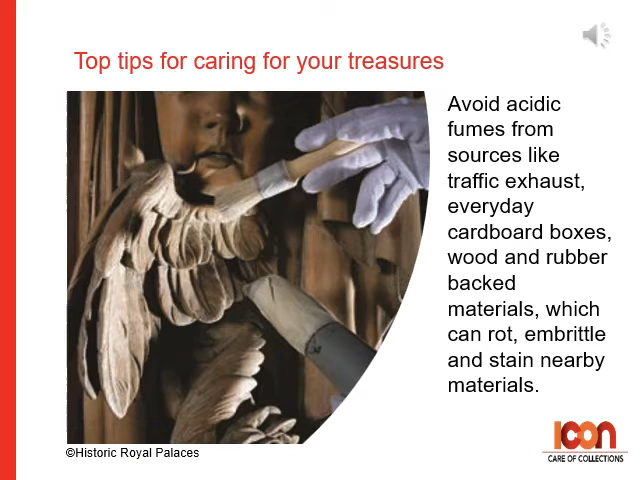 Top tips for caring for your treasures
Avoid acidic
fumes from
sources like
traffic exhaust,
everyday
cardboard boxes,
wood and rubber
backed
materials, which
can rot, embrittle
and stain nearby
materials.
©Historic Royal Palaces
icon
CARE OF COLLECTIONS